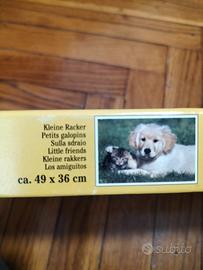 Kleine Racker
Petits galopins
Sulla sdraio
Little friends
Kleine rakkers
Los amiguitos
ca. 49 x 36 cm
subito